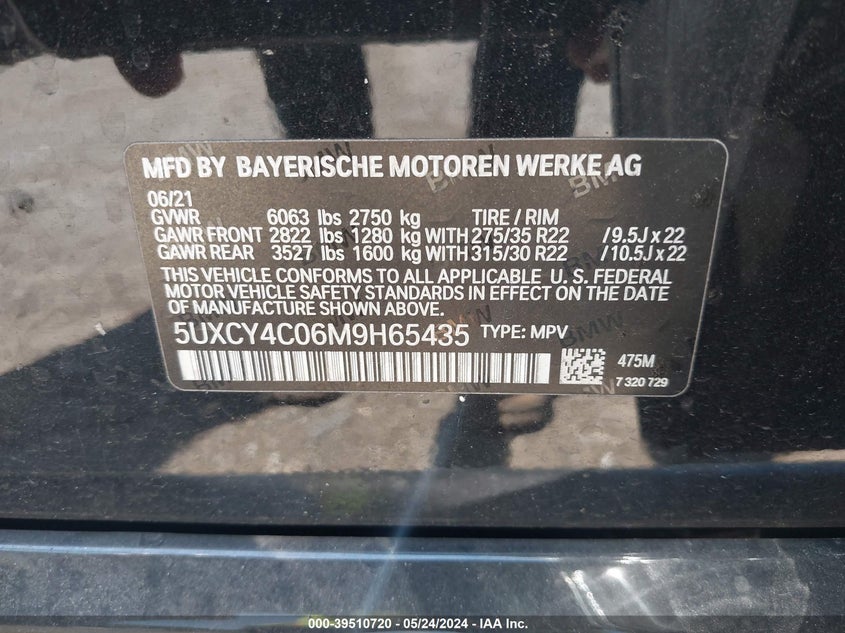 MFD BY BAYERISCHE MOTOREN WERKE AG
06/21
GVWR 6063 lbs 2750 kg TIRE / RIM
GAWR FRONT 2822 lbs 1280 kg WITH 275/35 R22 /9.5J x 22
GAWR REAR 3527 lbs 1600 kg WITH 315/30 R22 /10.5J x 22
THIS VEHICLE CONFORMS TO ALL APPLICABLE U. S. FEDERAL
MOTOR VEHICLE SAFETY STANDARDS IN EFFECT ON THE DATE
OF MANUFACTURE SHOWN ABOVE.
5UXCY4C06M9H65435 TYPE: MPV
475M
7 320 729
000-39510720 — 05/24/2024 — IAA Inc.